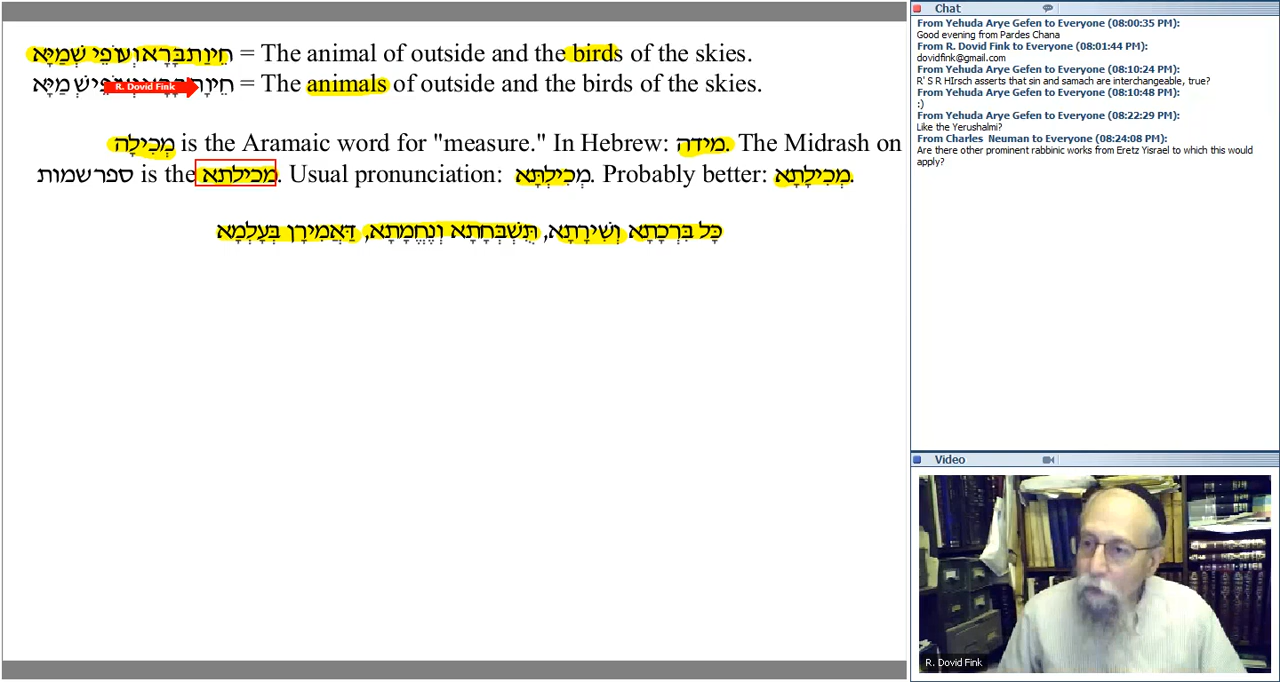 חֵיוַת בָּרָא וְעוֹפֵי שְׁמַיָּא = The animal of outside and the birds of the skies.
= The animals of outside and the birds of the skies.
R. Dovid Fink
מְכִילָה is the Aramaic word for "measure." In Hebrew: מידה. The Midrash on
ספר שמות is the מכילתא. Usual pronunciation: מְכִילְתָּא. Probably better: מְכִילָתָא.
כָּל בִּרְכָתָא וְשִׁירָתָא, תֻּשְׁבְּחָתָא וְנֶחֱמָתָא, דַּאֲמִירָן בְּעָלְמָא
Chat
From Yehuda Arye Gefen to Everyone (08:00:35 PM):
Good evening from Pardes Chana
From R. Dovid Fink to Everyone (08:01:44 PM):
dovidfink@gmail.com
From Yehuda Arye Gefen to Everyone (08:10:24 PM):
R' S R HIrsch asserts that sin and samach are interchangeable, true?
From Yehuda Arye Gefen to Everyone (08:10:48 PM):
:)
From Yehuda Arye Gefen to Everyone (08:22:29 PM):
Like the Yerushalmi?
From Charles Neuman to Everyone (08:24:08 PM):
Are there other prominent rabbinic works from Eretz Yisrael to which this would
apply?
Video
R. Dovid Fink